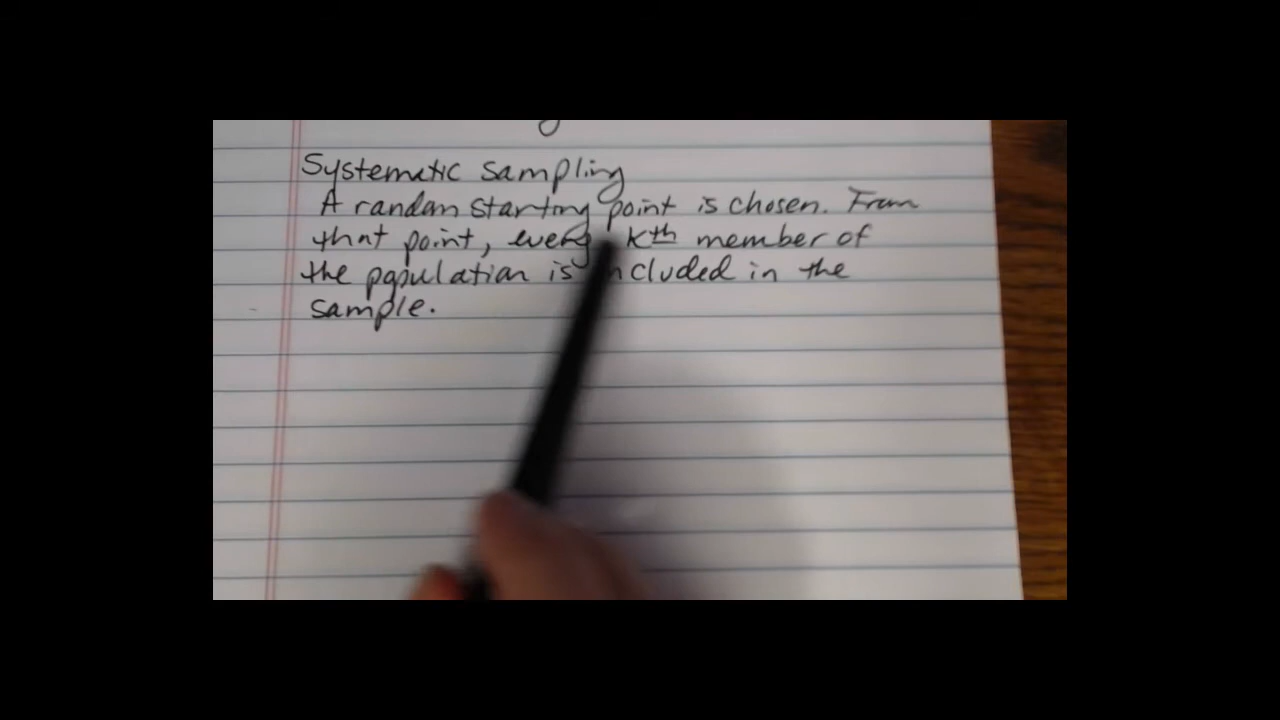 Systematic sampling
A random starting point is chosen. From
that point, every kth member of
the population is included in the
sample.